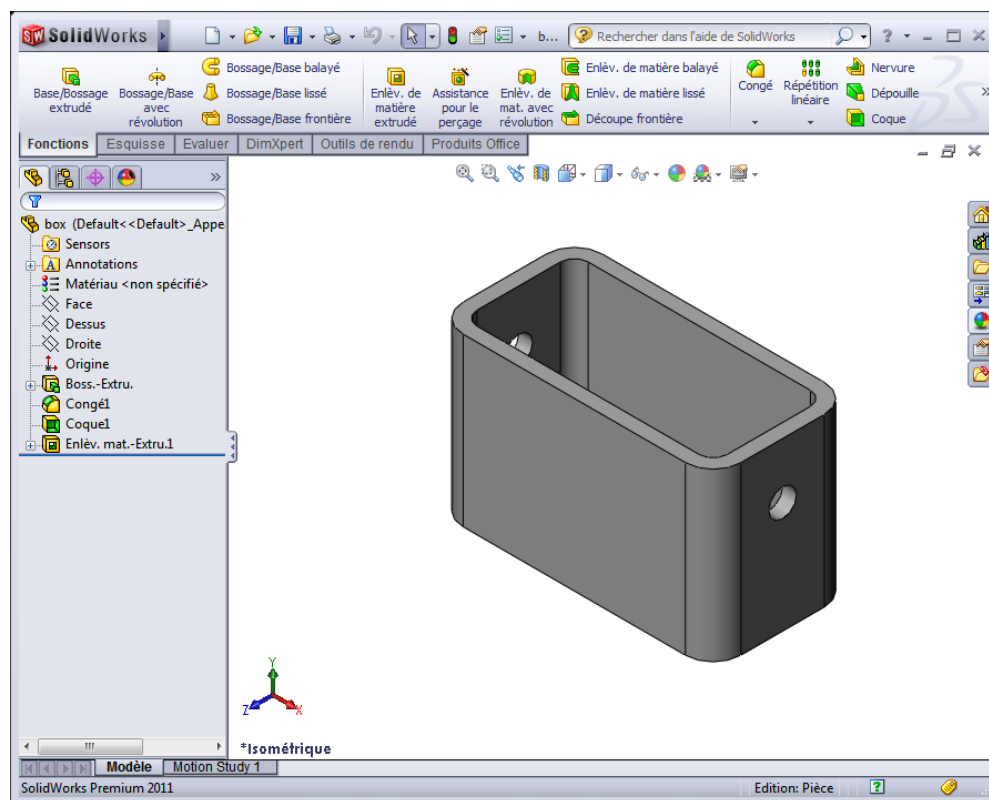 SolidWorks
b...
Rechercher dans l'aide de SolidWorks
?
Base/Bossage extrudé
Bossage/Base avec révolution
Bossage/Base balayé
Bossage/Base lissé
Bossage/Base frontière
Enlèv. de matière extrudé
Assistance pour le perçage
Enlèv. de mat. avec révolution
Enlèv. de matière balayé
Enlèv. de matière lissé
Découpe frontière
Congé
Répétition linéaire
Nervure
Dépouille
Coque
Fonctions Esquisse Evaluer DimXpert Outils de rendu Produits Office
box (Default<<Default>_Appe
Sensors
Annotations
Matériau <non spécifié>
Face
Dessus
Droite
Origine
Boss.-Extru.
Congé1
Coque1
Enlèv. mat.-Extru.1
Y
Z
X
*Isométrique
Modèle Motion Study 1
SolidWorks Premium 2011
Edition: Pièce
?